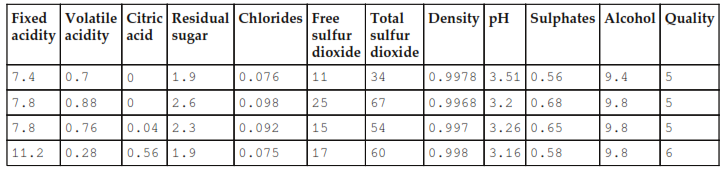 Fixed acidity Volatile acidity Citric acid Residual sugar Chlorides Free sulfur dioxide Total sulfur dioxide Density pH Sulphates Alcohol Quality
7.4 0.7 0 1.9 0.076 11 34 0.9978 3.51 0.56 9.4 5
7.8 0.88 0 2.6 0.098 25 67 0.9968 3.2 0.68 9.8 5
7.8 0.76 0.04 2.3 0.092 15 54 0.997 3.26 0.65 9.8 5
11.2 0.28 0.56 1.9 0.075 17 60 0.998 3.16 0.58 9.8 6